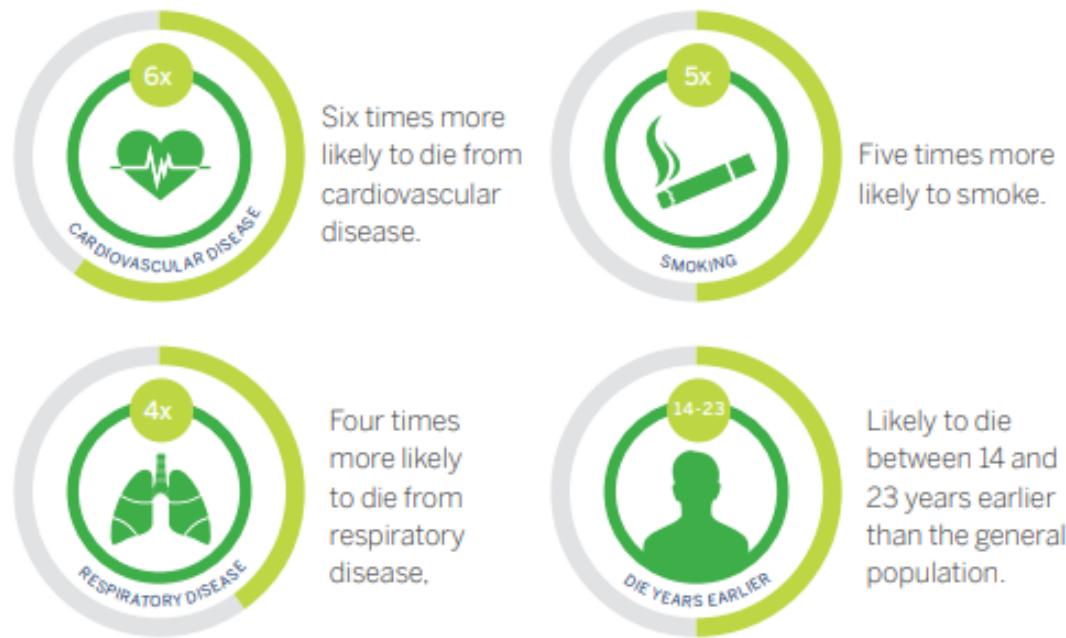 6x
CARDIOVASCULAR DISEASE
Six times more
likely to die from
cardiovascular
disease.
5x
SMOKING
Five times more
likely to smoke.
4x
RESPIRATORY DISEASE
Four times
more likely
to die from
respiratory
disease,
14-23
DIE YEARS EARLIER
Likely to die
between 14 and
23 years earlier
than the general
population.